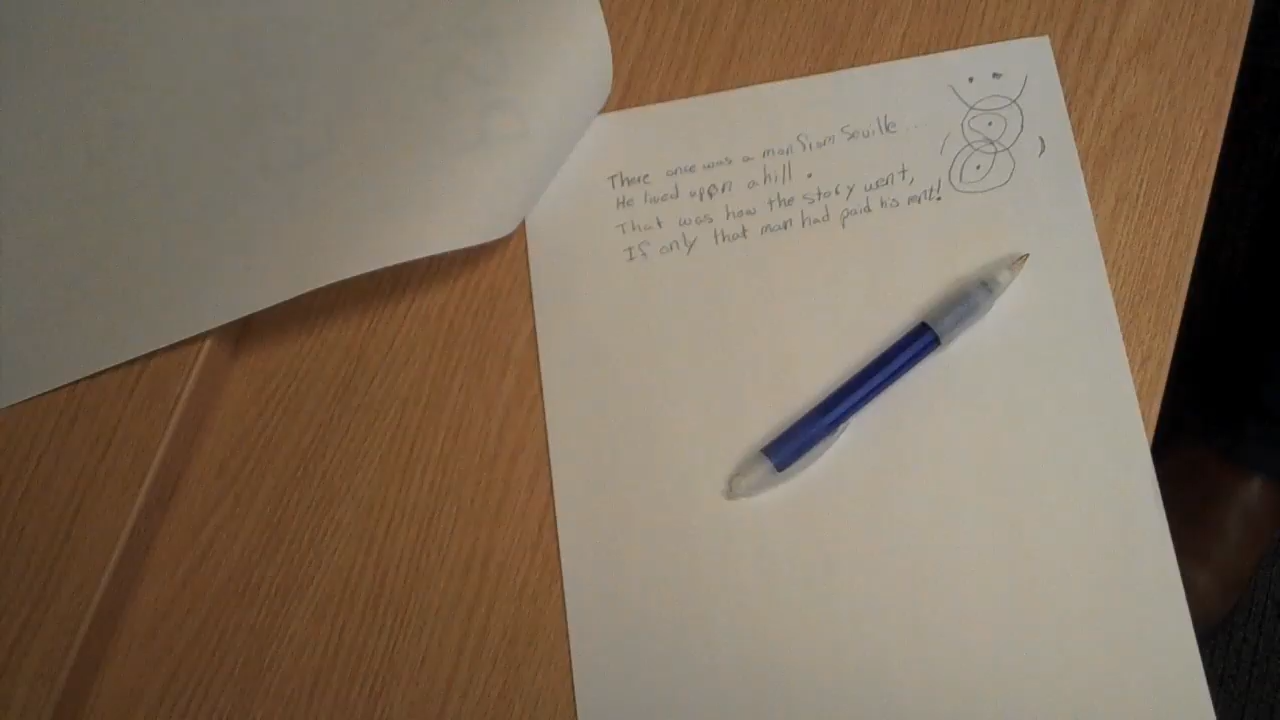 There once was a man from Seville..
He lived upon a hill.
That was how the story went,
If only that man had paid his rent!